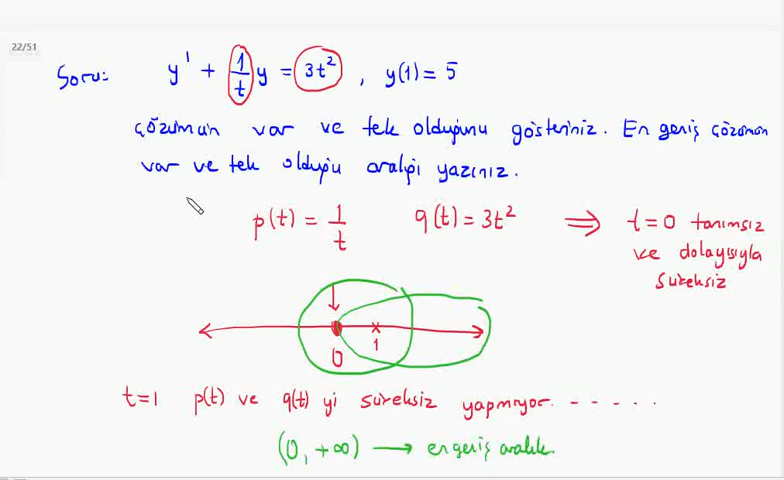 22/51
Soru: y' + 1/t y = 3t², y(1) = 5
çözümün var ve tek olduğunu gösteriniz. En geniş çözümün
var ve tek olduğu aralığı yazınız.
p(t) = 1/t q(t) = 3t² ⟹ t=0 tanımsız
ve dolayısıyla
süreksiz
0 1
t=1 p(t) ve q(t) yi süreksiz yapmıyor. - - - - -
(0, +∞) → en geniş aralık.